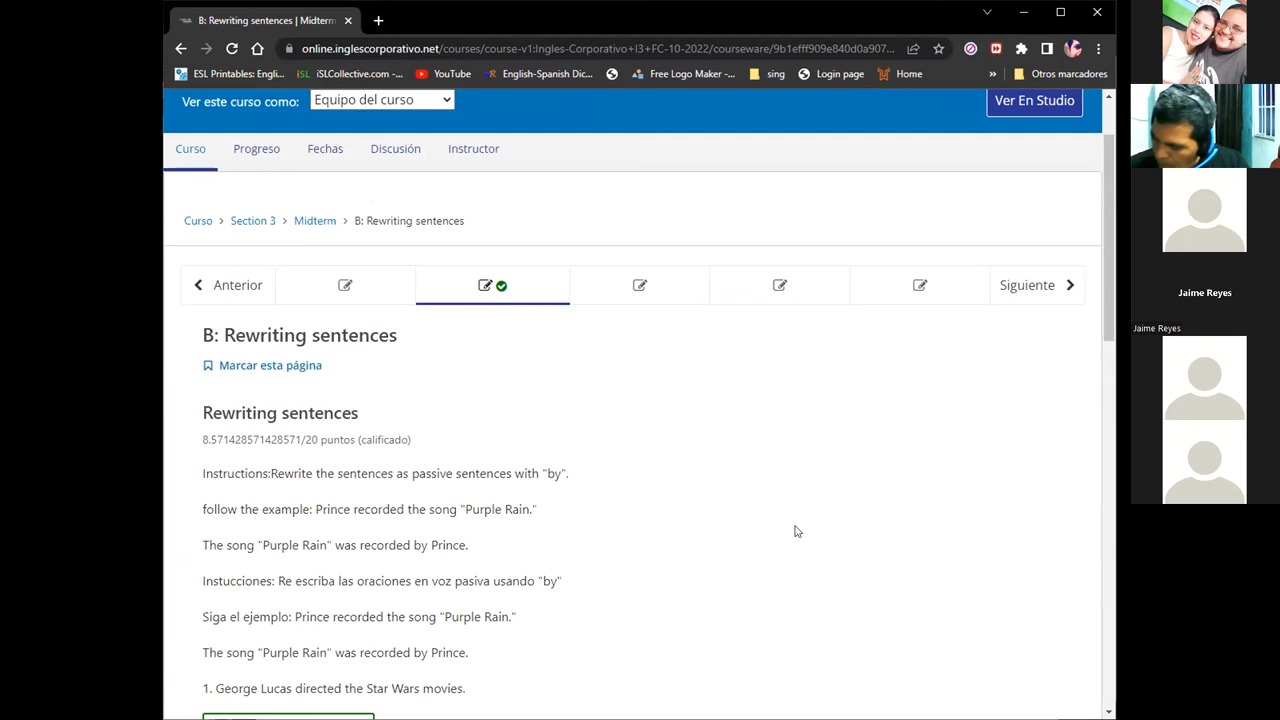 B: Rewriting sentences | Midterm
online.inglescorporativo.net/courses/course-v1:Ingles-Corporativo+I3+FC-10-2022/courseware/9b1efff909e840d0a907...
ESL Printables: Engli...
iSL
iSLCollective.com -...
YouTube
English-Spanish Dic...
Free Logo Maker -...
sing
Login page
Home
»
Otros marcadores
Ver este curso como:
Equipo del curso
Ver En Studio
Curso
Progreso
Fechas
Discusión
Instructor
Curso > Section 3 > Midterm > B: Rewriting sentences
Anterior
Siguiente
B: Rewriting sentences
Marcar esta página
Rewriting sentences
8.571428571428571/20 puntos (calificado)
Instructions:Rewrite the sentences as passive sentences with "by".
follow the example: Prince recorded the song "Purple Rain."
The song "Purple Rain" was recorded by Prince.
Instucciones: Re escriba las oraciones en voz pasiva usando "by"
Siga el ejemplo: Prince recorded the song "Purple Rain."
The song "Purple Rain" was recorded by Prince.
1. George Lucas directed the Star Wars movies.
Jaime Reyes
Jaime Reyes